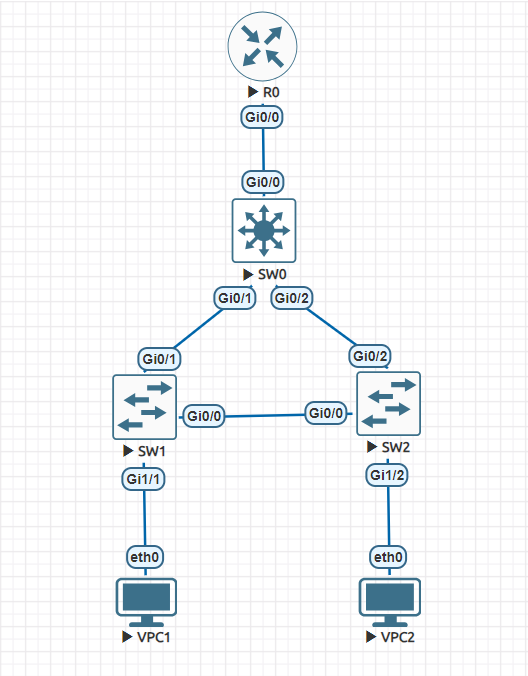 R0
Gi0/0
Gi0/0
SW0
Gi0/1 Gi0/2
Gi0/1 Gi0/2
Gi0/0 Gi0/0
SW1 SW2
Gi1/1 Gi1/2
eth0 eth0
VPC1 VPC2